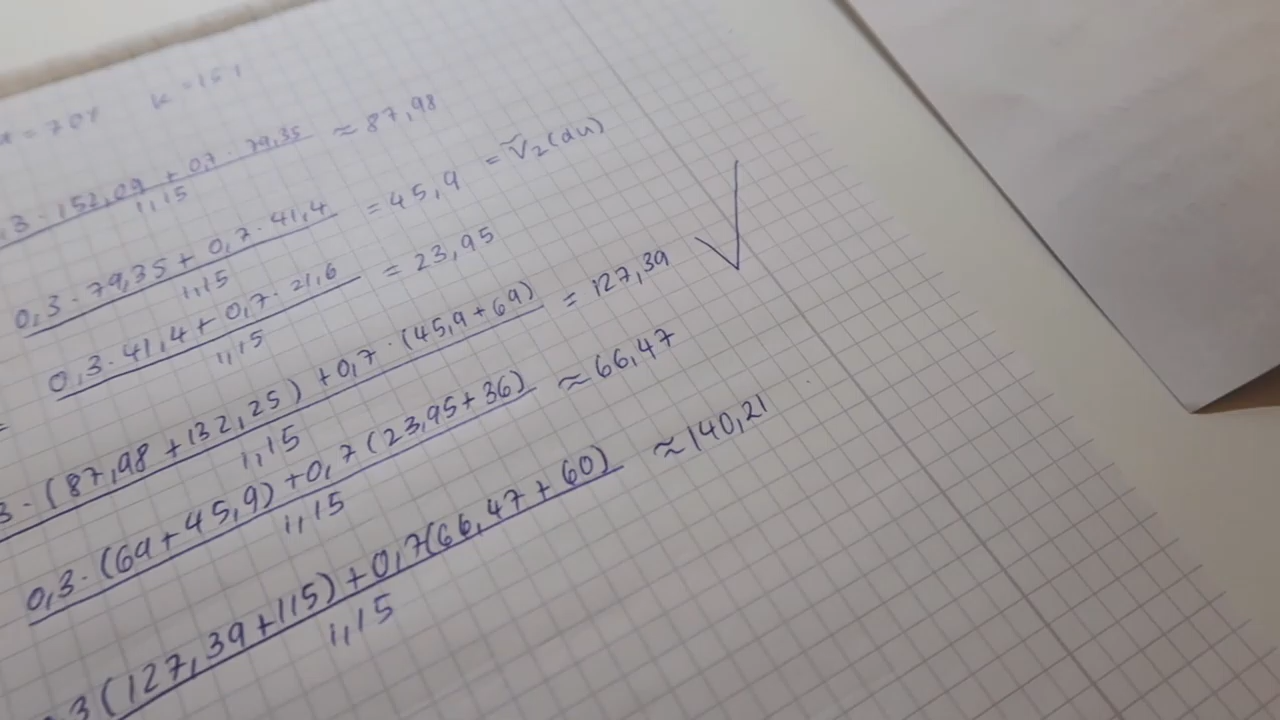 = 70% K = 151
,3 · 152,09 + 0,7 · 79,35 / 1,15 ≈ 87,98
0,3 · 79,35 + 0,7 · 41,4 / 1,15 = 45,9 = Ṽ₂(du)
0,3 · 41,4 + 0,7 · 21,6 / 1,15 = 23,95
= 3 · (87,98 + 132,25) + 0,7 · (45,9 + 69) / 1,15 = 127,39
0,3 · (69 + 45,9) + 0,7 (23,95 + 36) / 1,15 ≈ 66,47
,3 (127,39 + 115) + 0,7(66,47 + 60) / 1,15 ≈ 140,21